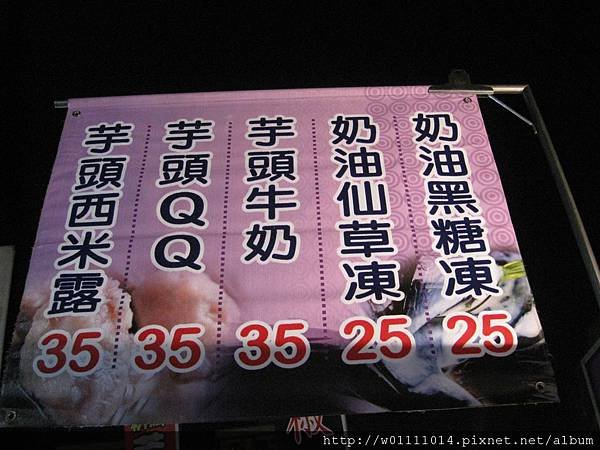 奶油黑糖凍
25
奶油仙草凍
25
芋頭牛奶
35
芋頭QQ
35
芋頭西米露
35
http://w01111014.pixnet.net/album